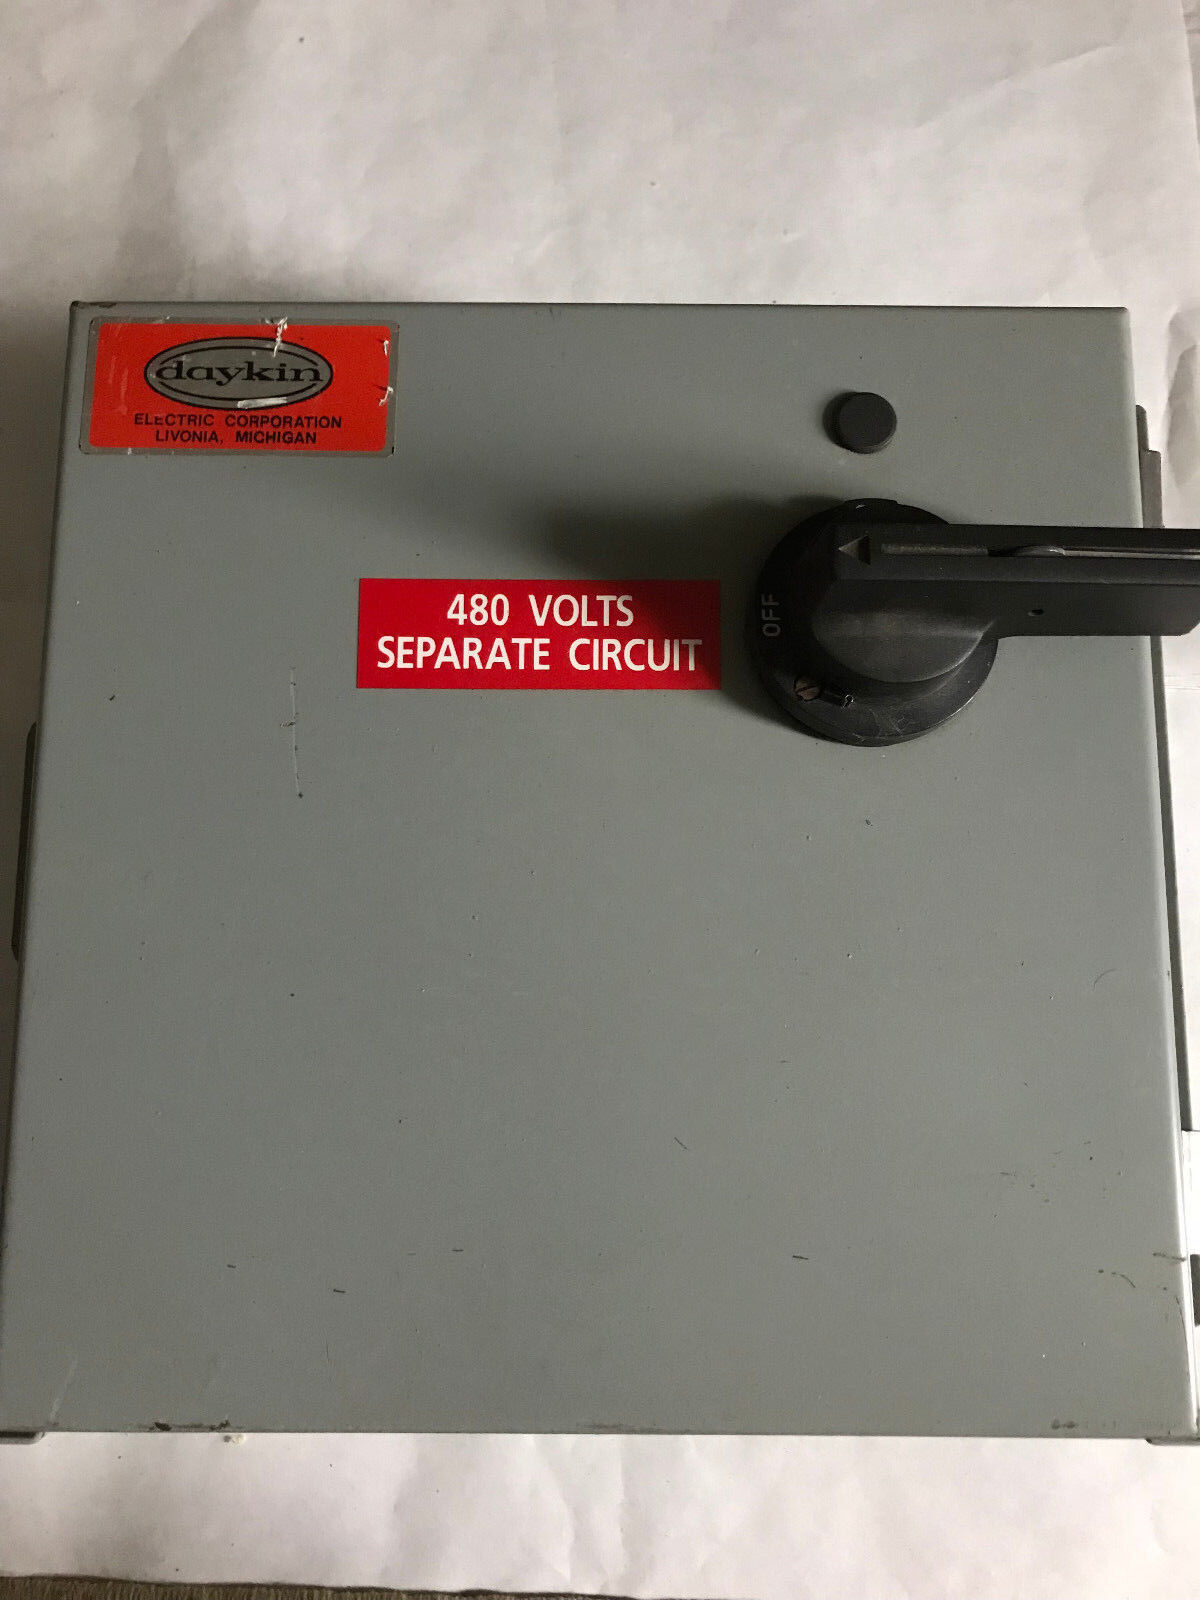 daykin
ELECTRIC CORPORATION
LIVONIA, MICHIGAN
480 VOLTS
SEPARATE CIRCUIT
OFF